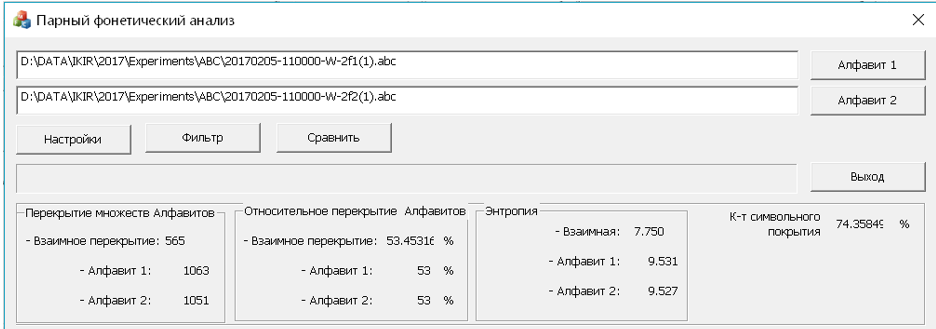 Парный фонетический анализ
D:\DATA\IKIR\2017\Experiments\ABC\20170205-110000-W-2f1(1).abc
Алфавит 1
D:\DATA\IKIR\2017\Experiments\ABC\20170205-110000-W-2f2(1).abc
Алфавит 2
Настройки
Фильтр
Сравнить
Выход
Перекрытие множеств Алфавитов
- Взаимное перекрытие: 565
- Алфавит 1: 1063
- Алфавит 2: 1051
Относительное перекрытие Алфавитов
- Взаимное перекрытие: 53.45316 %
- Алфавит 1: 53 %
- Алфавит 2: 53 %
Энтропия
- Взаимная: 7.750
- Алфавит 1: 9.531
- Алфавит 2: 9.527
К-т символьного
покрытия 74.35849 %